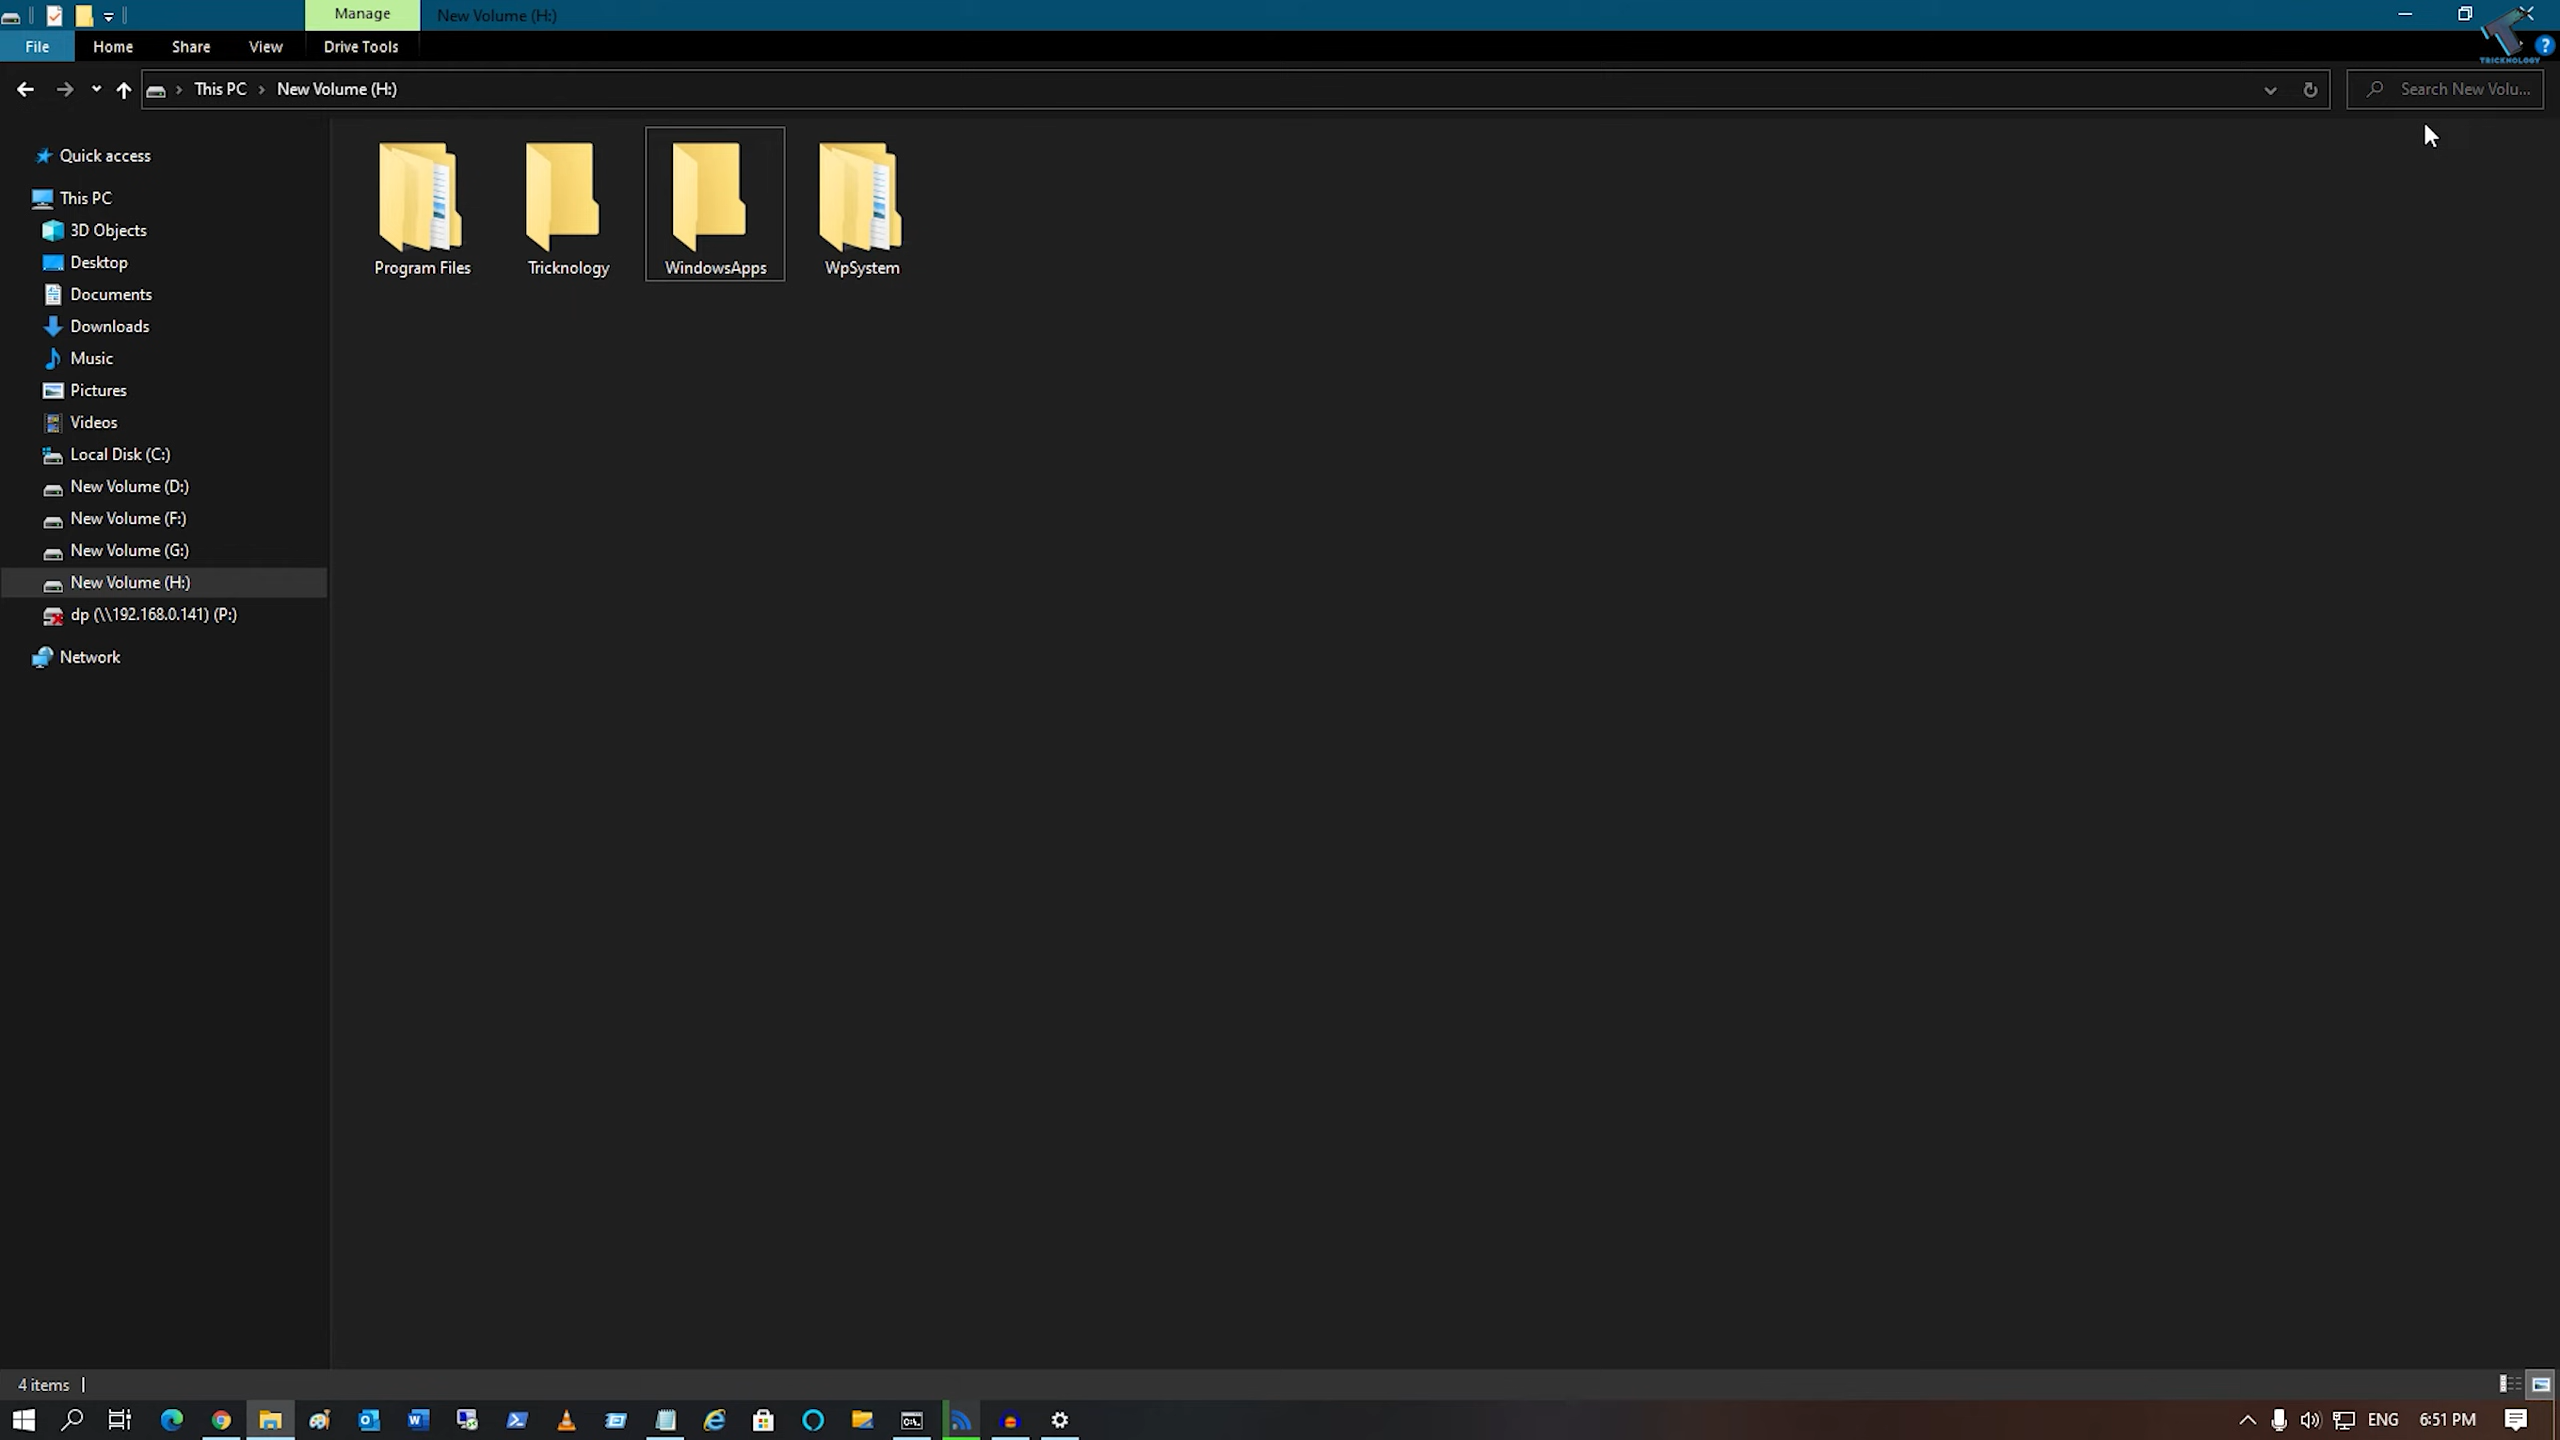 Manage
New Volume (H:)
File
Home
Share
View
Drive Tools
TRICKNOLOGY
This PC
New Volume (H:)
Search New Volu...
Quick access
This PC
3D Objects
Desktop
Documents
Downloads
Music
Pictures
Videos
Local Disk (C:)
New Volume (D:)
New Volume (F:)
New Volume (G:)
New Volume (H:)
dp (\\192.168.0.141) (P:)
Network
Program Files
Tricknology
WindowsApps
WpSystem
4 items
ENG
6:51 PM